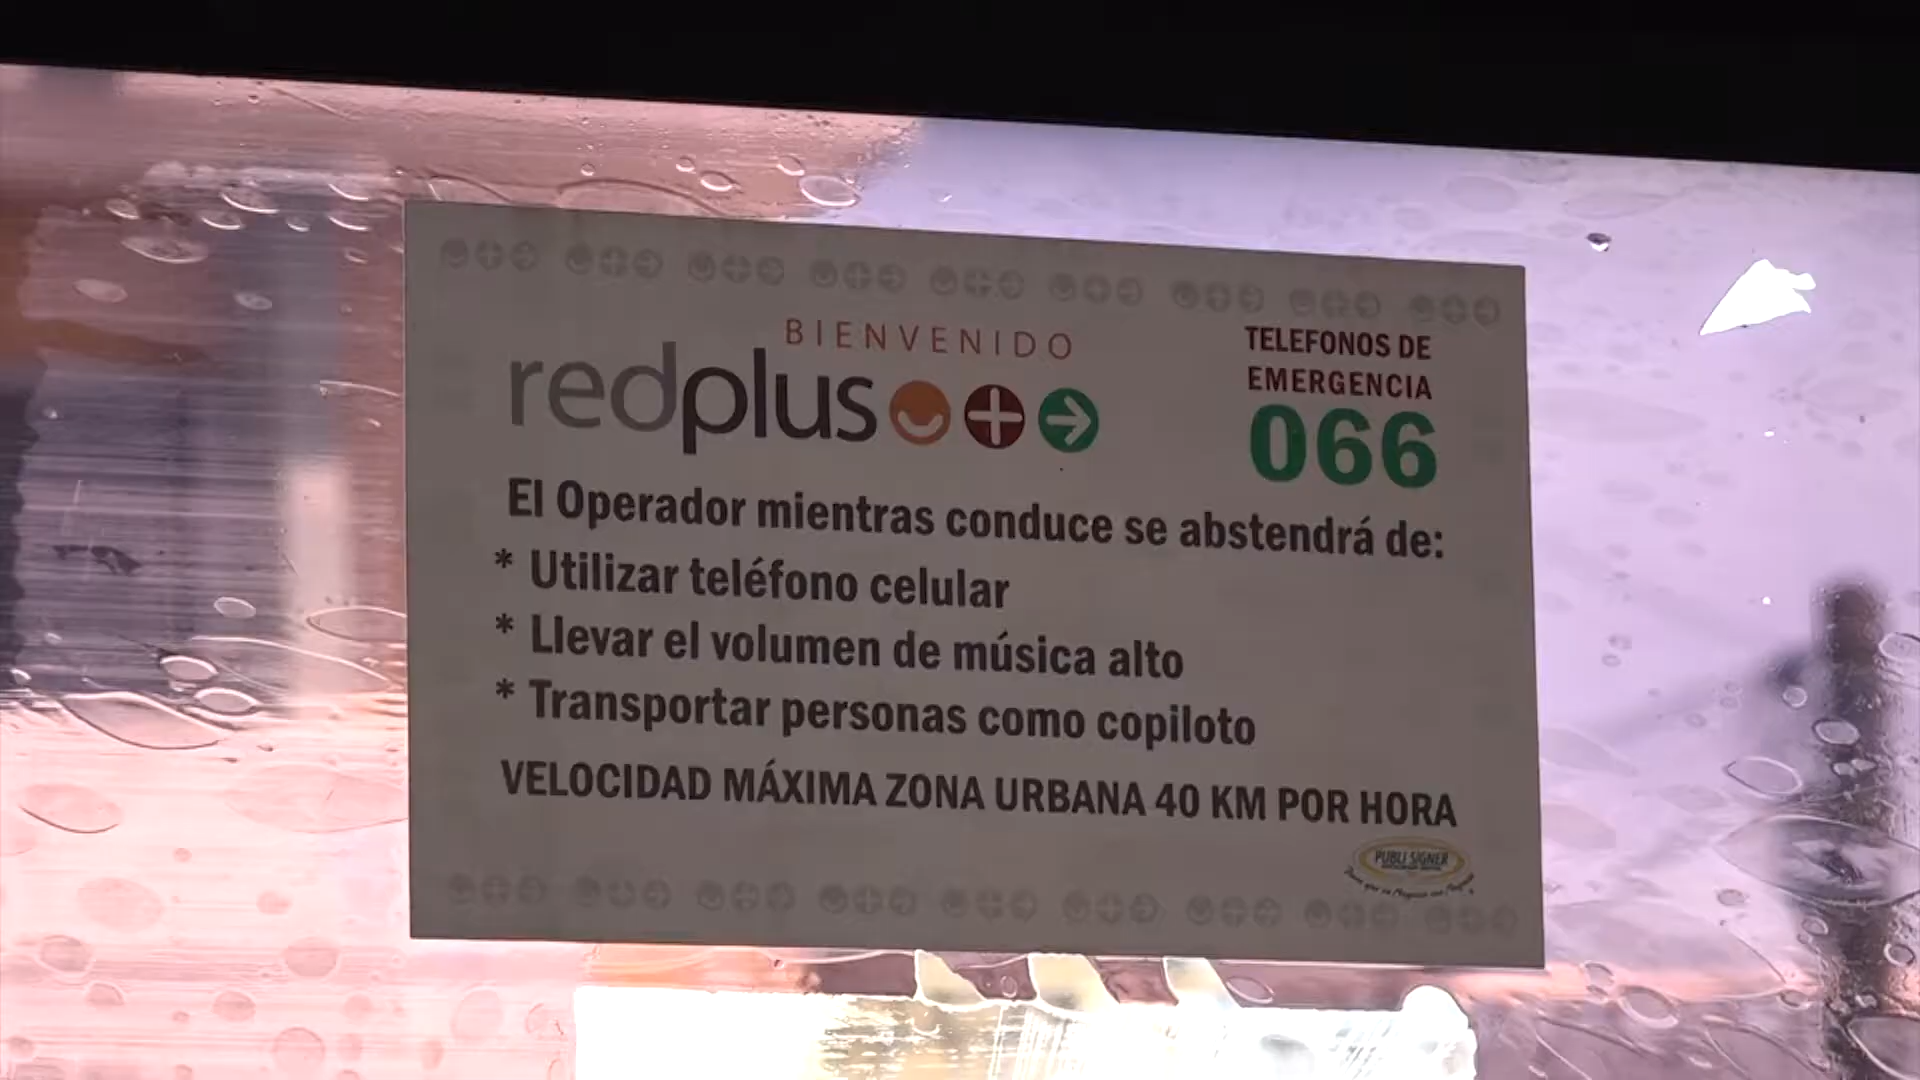 BIENVENIDO
redplus
TELEFONOS DE
EMERGENCIA
066
El Operador mientras conduce se abstendrá de:
* Utilizar teléfono celular
* Llevar el volumen de música alto
* Transportar personas como copiloto
VELOCIDAD MÁXIMA ZONA URBANA 40 KM POR HORA
PUBLI SIGNER